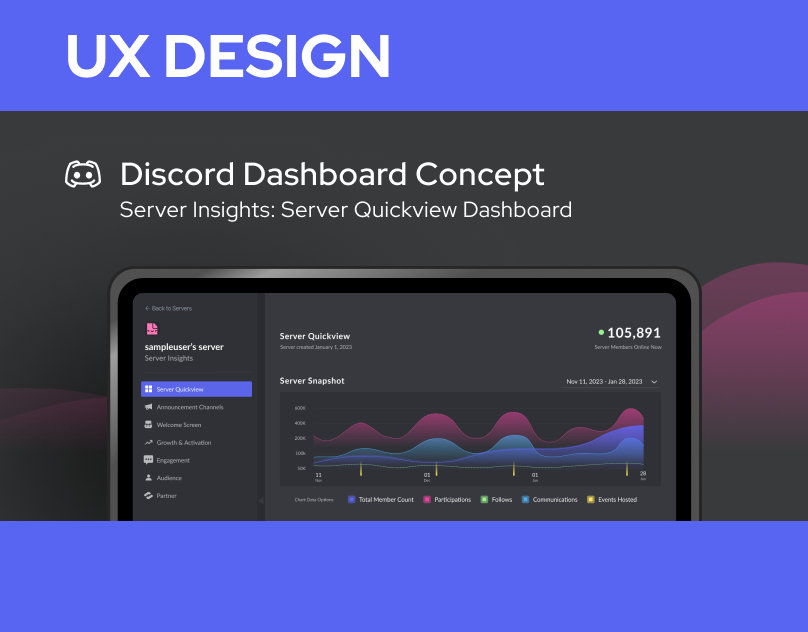 UX DESIGN
Discord Dashboard Concept
Server Insights: Server Quickview Dashboard
← Back to Servers
sampleuser's server
Server Insights
Server Quickview
Announcement Channels
Welcome Screen
Growth & Activation
Engagement
Audience
Partner
Server Quickview
Server created January 1, 2023
105,891
Server Members Online Now
Server Snapshot
Nov 11, 2023 - Jan 28, 2023
600K
400K
200K
100k
50K
11
Nov
01
Dec
01
Jan
28
Jan
Chart Data Options
Total Member Count
Participations
Follows
Communications
Events Hosted